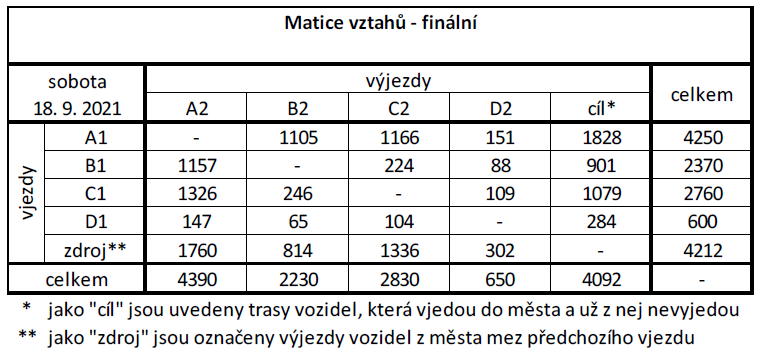 Matice vztahů - finální
sobota výjezdy celkem
18. 9. 2021 A2 B2 C2 D2 cíl*
vjezdy
A1 - 1105 1166 151 1828 4250
B1 1157 - 224 88 901 2370
C1 1326 246 - 109 1079 2760
D1 147 65 104 - 284 600
zdroj** 1760 814 1336 302 - 4212
celkem 4390 2230 2830 650 4092 -
* jako "cíl" jsou uvedeny trasy vozidel, která vjedou do města a už z nej nevyjedou
** jako "zdroj" jsou označeny výjezdy vozidel z města mez předchozího vjezdu